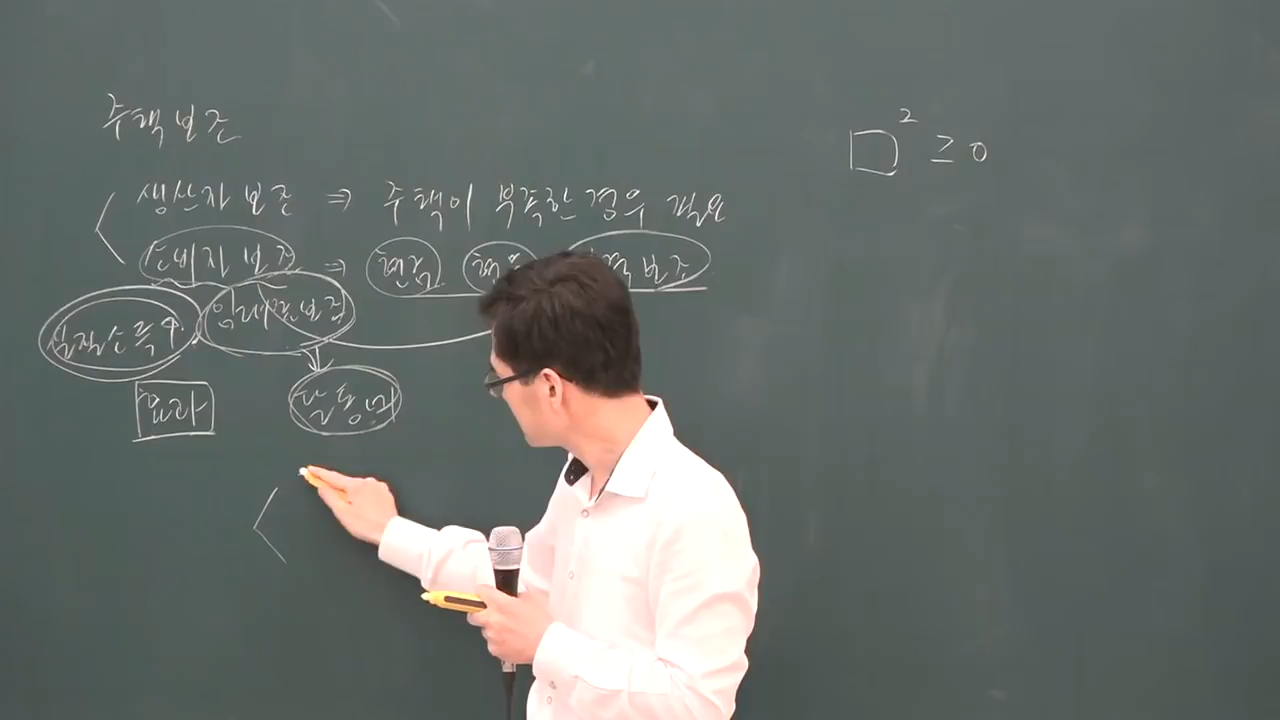 주택 보조
생산자 보조 ⇒ 주택이 부족한 경우 필요
소비자 보조 ⇒ 현금 보조
실질소득↑ 임대료 보조
효과
□² ≥ 0